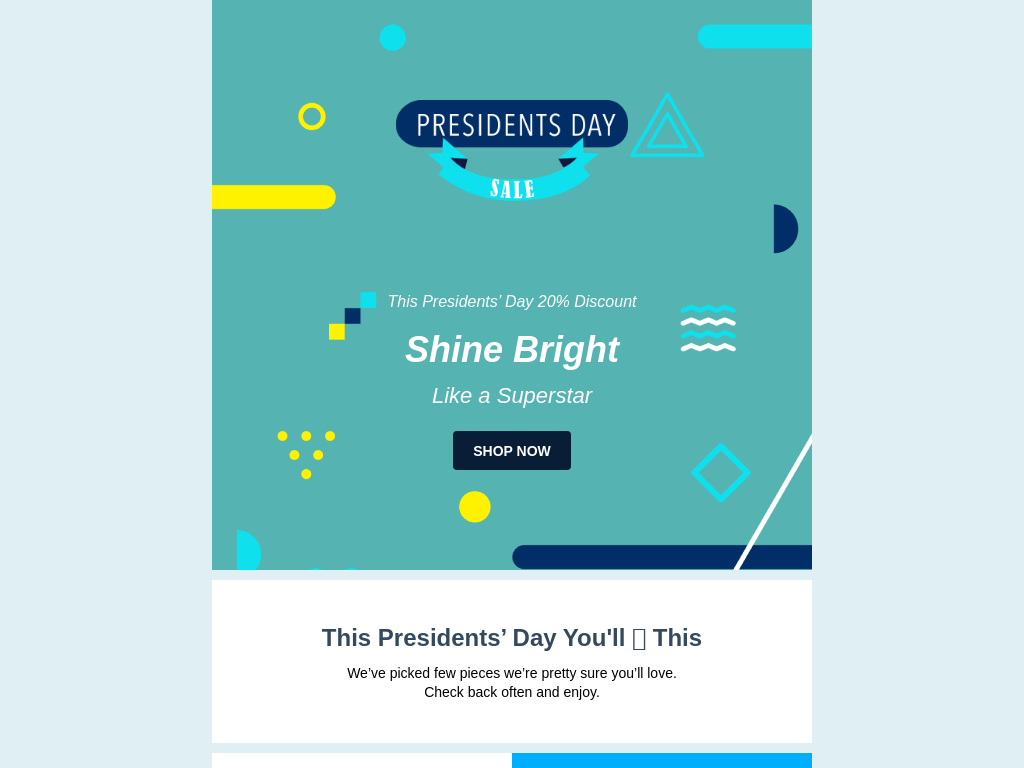 PRESIDENTS DAY
SALE
This Presidents’ Day 20% Discount
Shine Bright
Like a Superstar
SHOP NOW
This Presidents’ Day You'll  This
We’ve picked few pieces we’re pretty sure you’ll love.
Check back often and enjoy.